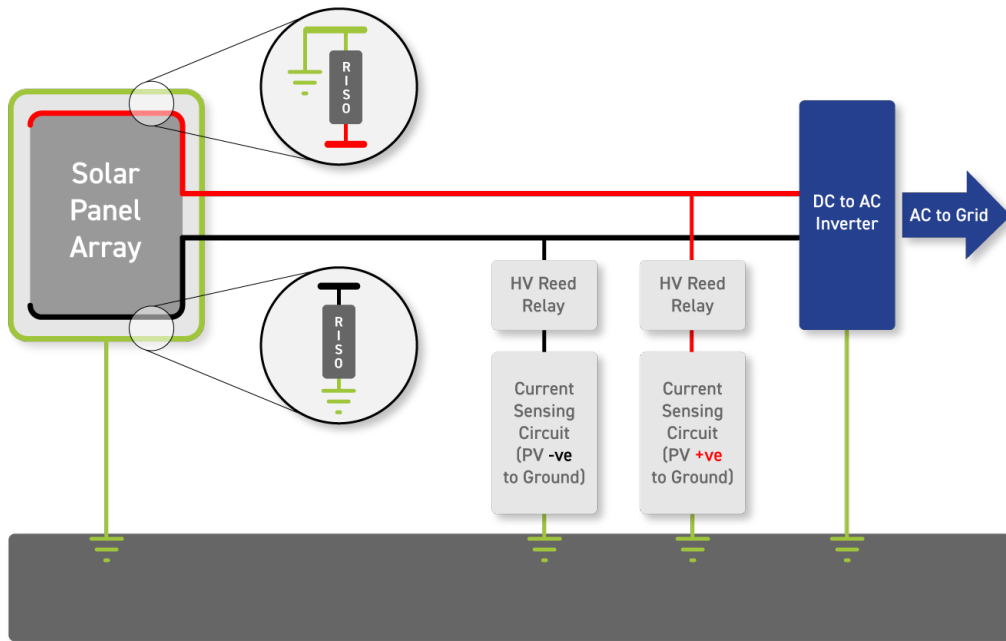 R
I
S
O
Solar
Panel
Array
DC to AC
Inverter
AC to Grid
HV Reed
Relay
HV Reed
Relay
R
I
S
O
Current
Sensing
Circuit
(PV -ve
to Ground)
Current
Sensing
Circuit
(PV +ve
to Ground)